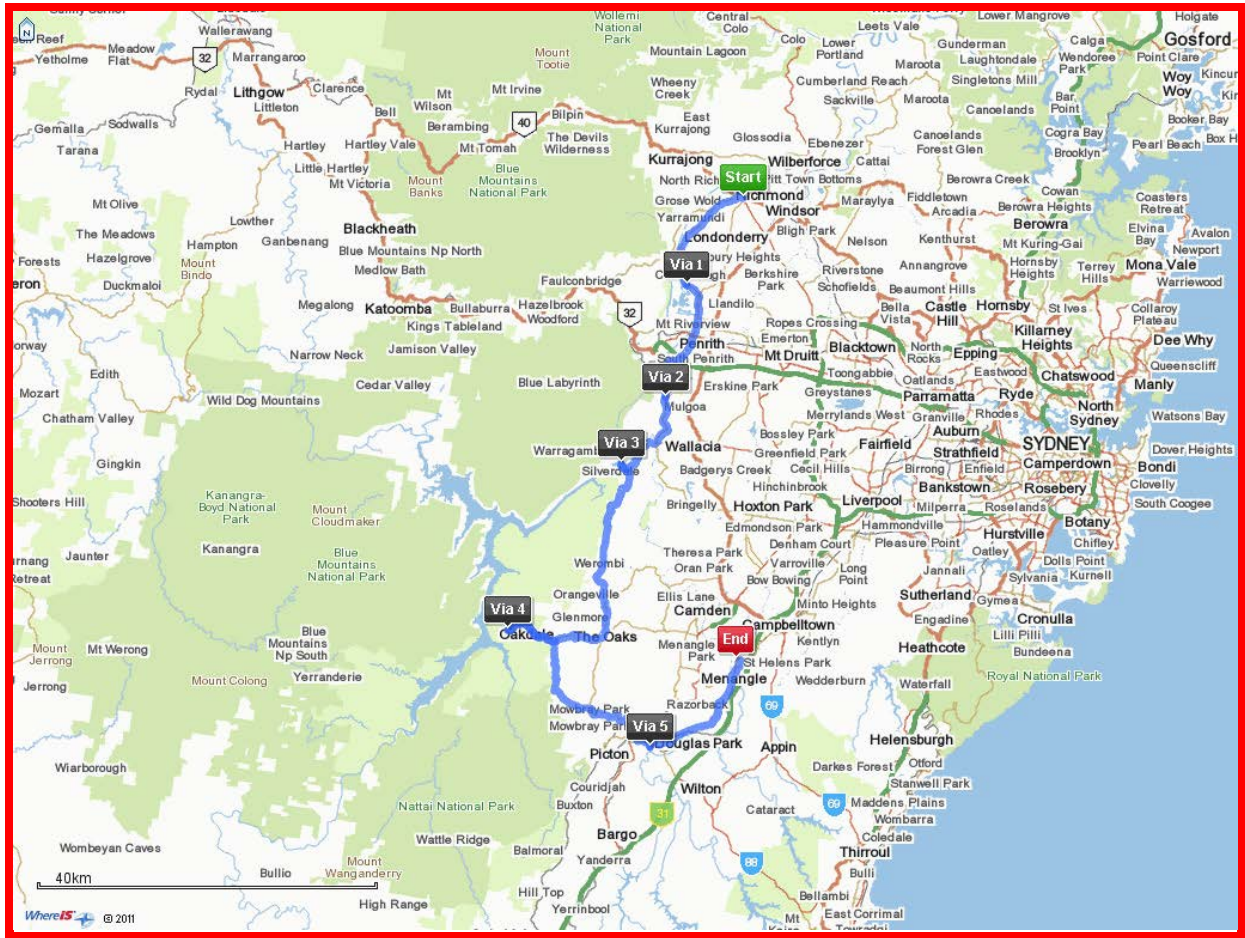 Wallerawang
Meadow
Flat
Yetholme
32
Marrangaroo
Rydal
Lithgow
Littleton
Clarence
Bell
Gemalla
Sodwalls
Tarana
Hartley
Hartley Vale
Little Hartley
Mt Victoria
Mt
Wilson
Mt Irvine
Berambing
40
Bilpin
Mt Tomah
The Devils
Wilderness
Mount
Banks
Blue
Mountains
National Park
Mount
Tootie
Wollemi
National
Park
Central
Colo
Colo
Mountain Lagoon
Wheeny
Creek
East
Kurrajong
Kurrajong
Lower
Portland
Leets Vale
Lower Mangrove
Gunderman
Laughtondale
Singletons Mill
Maroota
Cumberland Reach
Sackville
Maroota
Canoelands
Calga
Wendoree
Park
Holgate
Gosford
Point Clare
Woy
Woy
Bar
Point
Booker Bay
Cogra Bay
Pearl Beach
Brooklyn
Glossodia
Ebenezer
Wilberforce
Cattai
Canoelands
Forest Glen
Start
Pitt Town Bottoms
Richmond
Windsor
Grose Wold
Yarramundi
Londonderry
Bligh Park
Maraylya
Fiddletown
Arcadia
Berowra Creek
Cowan
Berowra Heights
Berowra
Coasters
Retreat
Elvina
Bay
Avalon
Newport
Mt Kuring-Gai
Hornsby
Heights
Terrey
Hills
Mona Vale
Warriewood
Nelson
Kenthurst
Annangrove
Riverstone
Schofields
Beaumont Hills
Berkshire
Park
Via 1
Llandilo
Bella
Vista
Castle
Hill
Hornsby
St Ives
Collaroy
Plateau
Killarney
Heights
Dee Why
Queenscliff
Manly
Chatswood
Mt Olive
The Meadows
Hazelgrove
Duckmaloi
Lowther
Hampton
Mount
Bindo
Ganbenang
Blackheath
Blue Mountains Np North
Medlow Bath
Megalong
Katoomba
Bullaburra
Kings Tableland
Jamison Valley
Hazelbrook
Woodford
Faulconbridge
32
Mt Riverview
Penrith
South Penrith
Ropes Crossing
Emerton
Mt Druitt
Blacktown
North
Rocks
Epping
Eastwood
Toongabbie
Oatlands
Ryde
Parramatta
Greystanes
Via 2
Erskine Park
Mulgoa
Merrylands West
Granville
Rhodes
North
Sydney
Watsons Bay
Auburn
SYDNEY
Edith
Mozart
Chatham Valley
Narrow Neck
Wild Dog Mountains
Cedar Valley
Blue Labyrinth
Gingkin
Via 3
Silverdale
Wallacia
Bossley Park
Greenfield Park
Fairfield
Strathfield
Camperdown
Dover Heights
Bondi
Clovelly
South Coogee
Badgerys Creek
Cecil Hills
Birrong
Enfield
Bankstown
Rosebery
Hinchinbrook
Bringelly
Hoxton Park
Liverpool
Milperra
Roselands
Botany
Shooters Hill
Kanangra-
Boyd National
Park
Mount
Cloudmaker
Kanangra
Jaunter
Blue
Mountains
National Park
Edmondson Park
Hammondville
Hurstville
Chifley
Denham Court
Pleasure Point
Oatley
Theresa Park
Oran Park
Varroville
Bow Bowing
Long
Point
Jannali
Dolls Point
Sylvania
Kurnell
Werombi
Orangeville
Ellis Lane
Camden
Minto Heights
Sutherland
Gymea
Cronulla
Via 4
Glenmore
Oakdale
The Oaks
Campbelltown
Engadine
Lilli Pilli
Bundeena
End
Kentlyn
Heathcote
Menangle
Park
St Helens Park
Menangle
Wedderburn
Waterfall
Royal National Park
Mount
Jerrong
Mt Werong
Jerrong
Blue
Mountains
Np South
Yerranderie
Mount Colong
Mowbray Park
Razorback
69
Via 5
Douglas Park
Picton
Appin
Helensburgh
Otford
Darkes Forest
Stanwell Park
Wiarborough
Couridjah
Wilton
Buxton
31
Cataract
69
Maddens Plains
Wombarra
Coledale
Nattai National Park
Wattle Ridge
Bargo
Balmoral
Yanderra
88
Thirroul
Bulli
Wombeyan Caves
Bullio
Mount
Wanganderry
High Range
Hill Top
Yerrinbool
Bellambi
East Corrimal
40km
Whereis © 2011